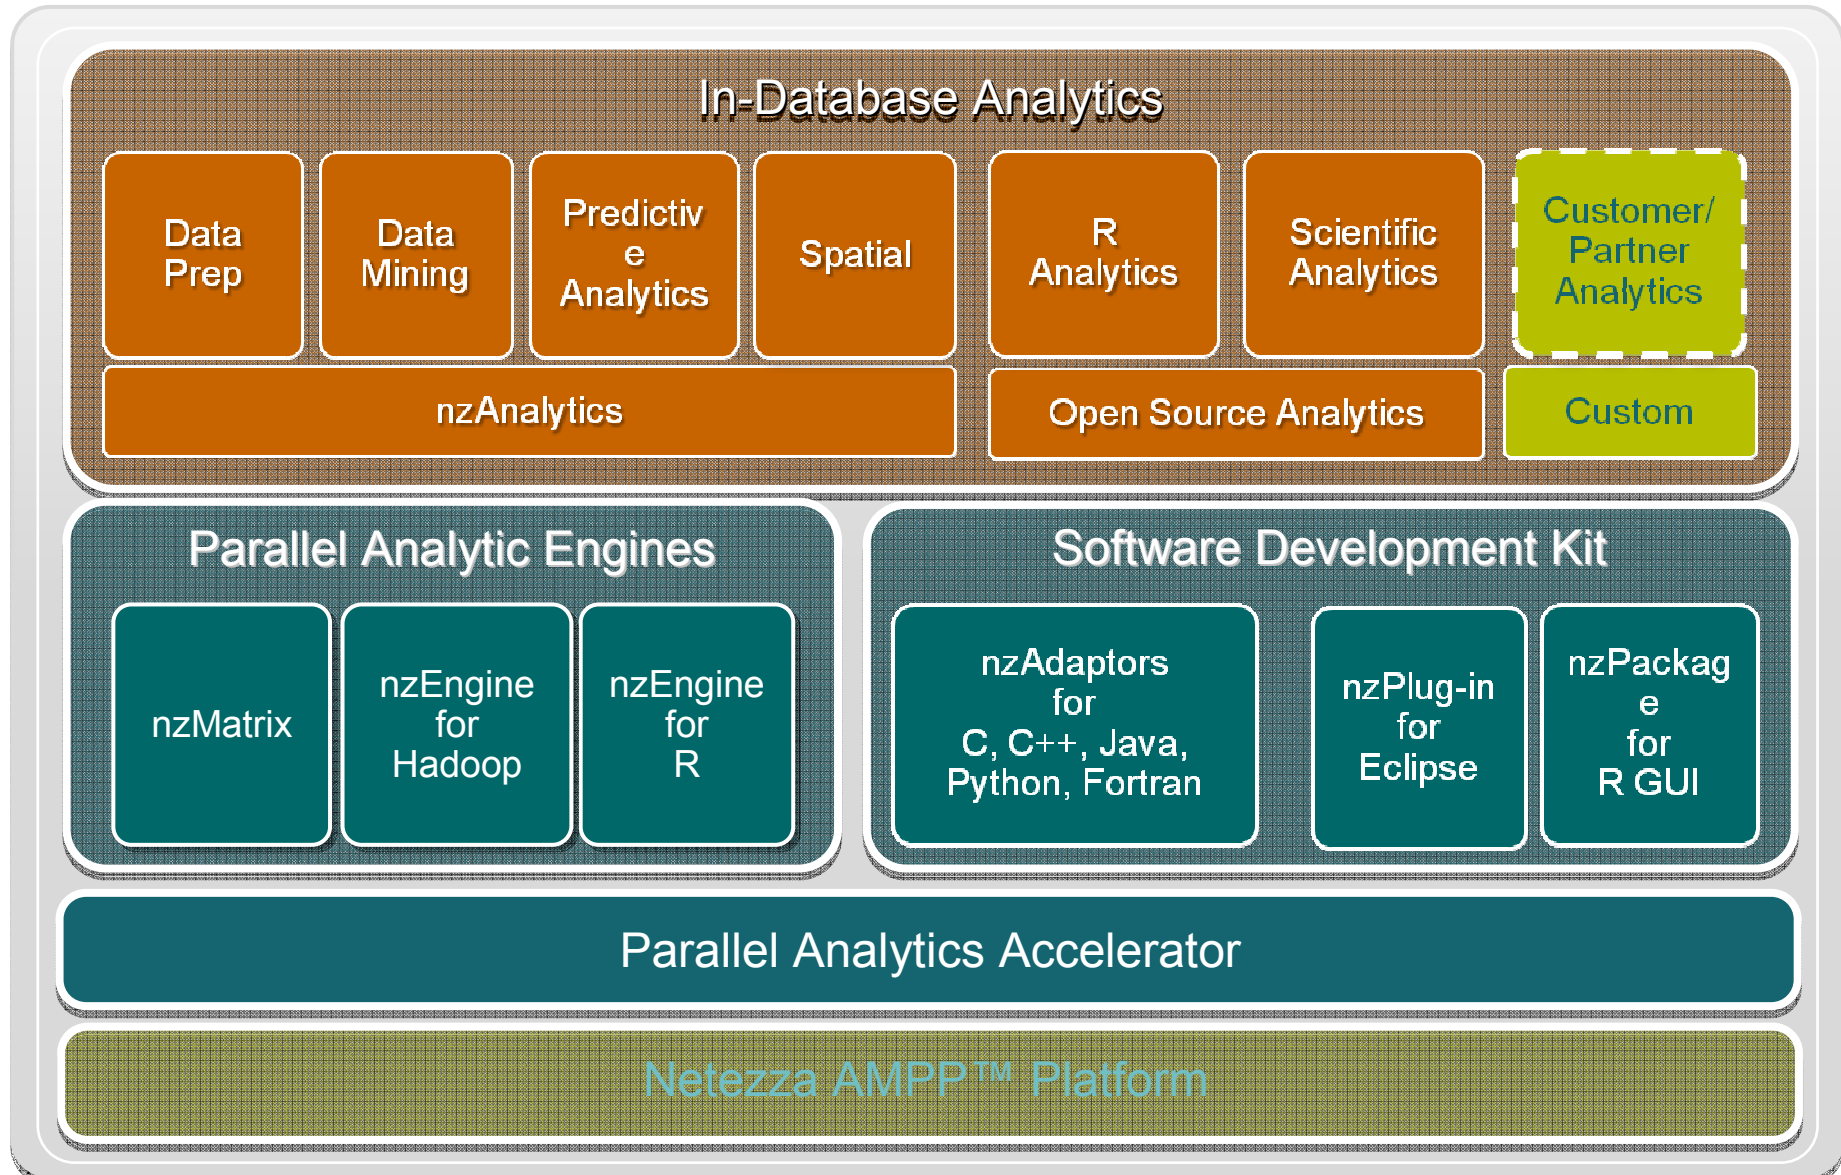 In-Database Analytics
Data
Prep
Data
Mining
Predictiv
e
Analytics
Spatial
R
Analytics
Scientific
Analytics
Customer/
Partner
Analytics
nzAnalytics
Open Source Analytics
Custom
Parallel Analytic Engines
nzMatrix
nzEngine
for
Hadoop
nzEngine
for
R
Software Development Kit
nzAdaptors
for
C, C++, Java,
Python, Fortran
nzPlug-in
for
Eclipse
nzPackag
e
for
R GUI
Parallel Analytics Accelerator
Netezza AMPP™ Platform